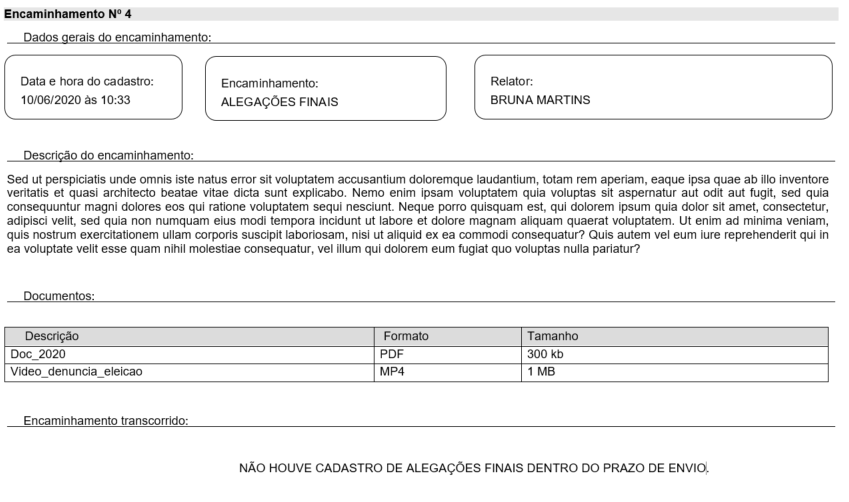 Encaminhamento Nº 4
Dados gerais do encaminhamento:
Data e hora do cadastro:
10/06/2020 às 10:33
Encaminhamento:
ALEGAÇÕES FINAIS
Relator:
BRUNA MARTINS
Descrição do encaminhamento:
Sed ut perspiciatis unde omnis iste natus error sit voluptatem accusantium doloremque laudantium, totam rem aperiam, eaque ipsa quae ab illo inventore
veritatis et quasi architecto beatae vitae dicta sunt explicabo. Nemo enim ipsam voluptatem quia voluptas sit aspernatur aut odit aut fugit, sed quia
consequuntur magni dolores eos qui ratione voluptatem sequi nesciunt. Neque porro quisquam est, qui dolorem ipsum quia dolor sit amet, consectetur,
adipisci velit, sed quia non numquam eius modi tempora incidunt ut labore et dolore magnam aliquam quaerat voluptatem. Ut enim ad minima veniam,
quis nostrum exercitationem ullam corporis suscipit laboriosam, nisi ut aliquid ex ea commodi consequatur? Quis autem vel eum iure reprehenderit qui in
ea voluptate velit esse quam nihil molestiae consequatur, vel illum qui dolorem eum fugiat quo voluptas nulla pariatur?
Documentos:
Descrição Formato Tamanho
Doc_2020 PDF 300 kb
Video_denuncia_eleicao MP4 1 MB
Encaminhamento transcorrido:
NÃO HOUVE CADASTRO DE ALEGAÇÕES FINAIS DENTRO DO PRAZO DE ENVIO.